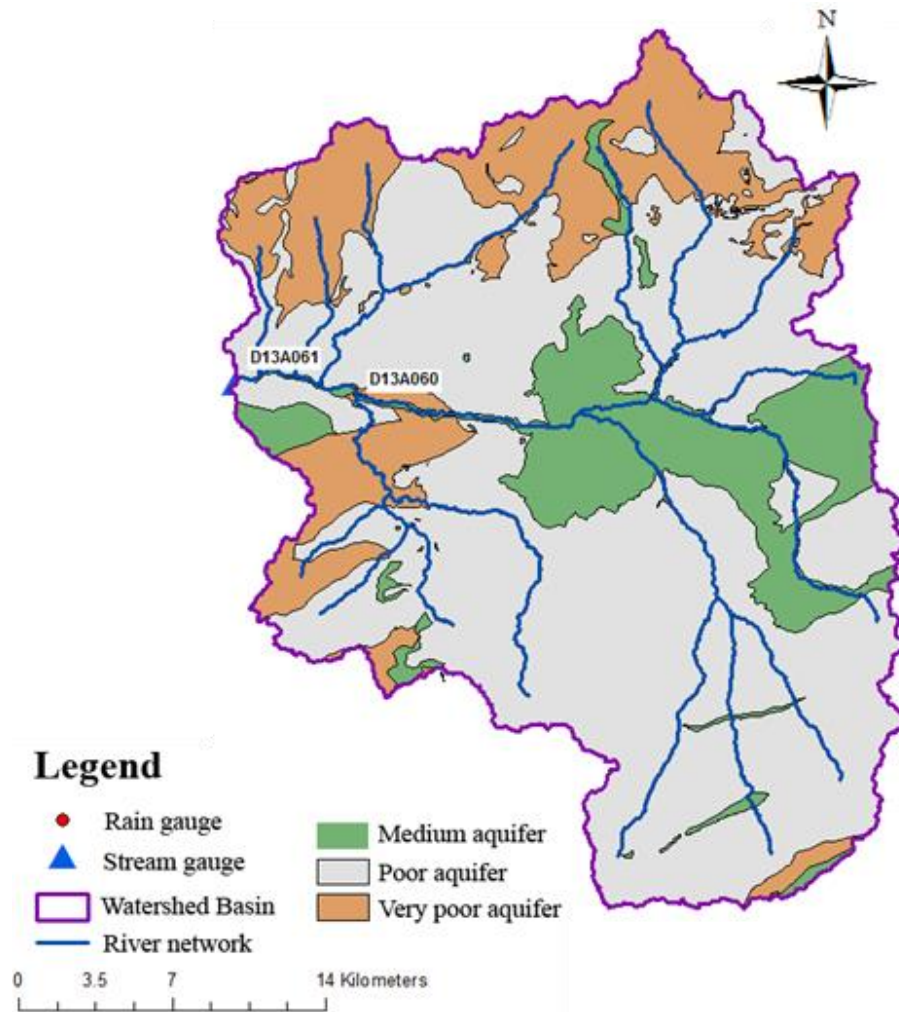 N
D13A061
D13A060
Legend
Rain gauge
Stream gauge
Watershed Basin
River network
Medium aquifer
Poor aquifer
Very poor aquifer
0 3.5 7 14 Kilometers